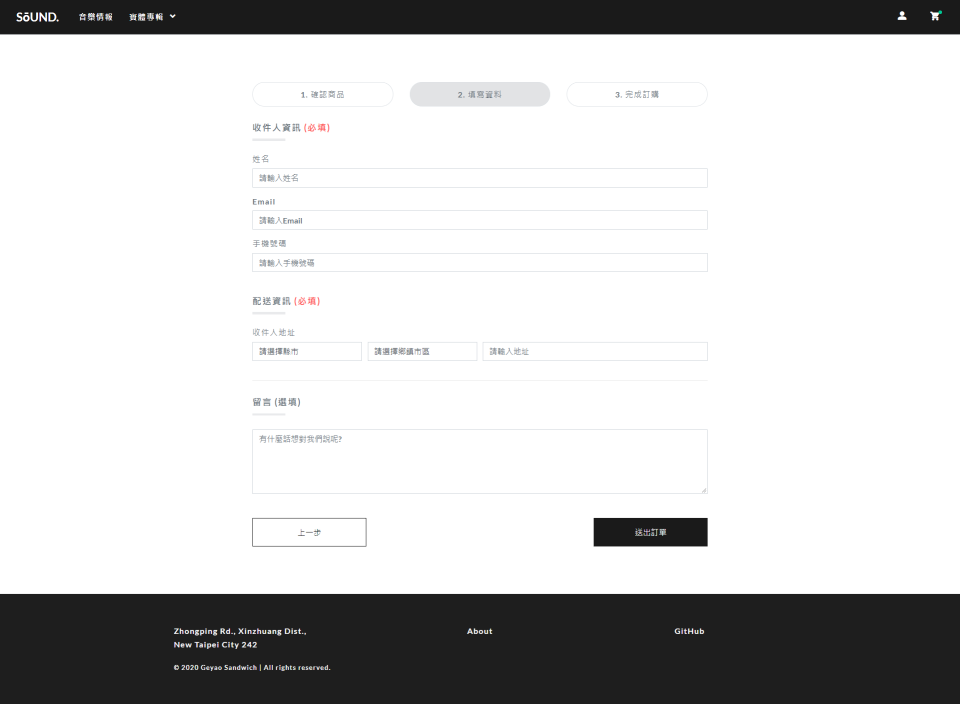 SōUND.
音樂情報
實體專輯
1. 確認商品
2. 填寫資料
3. 完成訂購
收件人資訊 (必填)
姓名
請輸入姓名
Email
請輸入Email
手機號碼
請輸入手機號碼
配送資訊 (必填)
收件人地址
請選擇縣市
請選擇鄉鎮市區
請輸入地址
留言 (選填)
有什麼話想對我們說呢?
上一步
送出訂單
Zhongping Rd., Xinzhuang Dist.,
New Taipei City 242
© 2020 Geyao Sandwich | All rights reserved.
About
GitHub